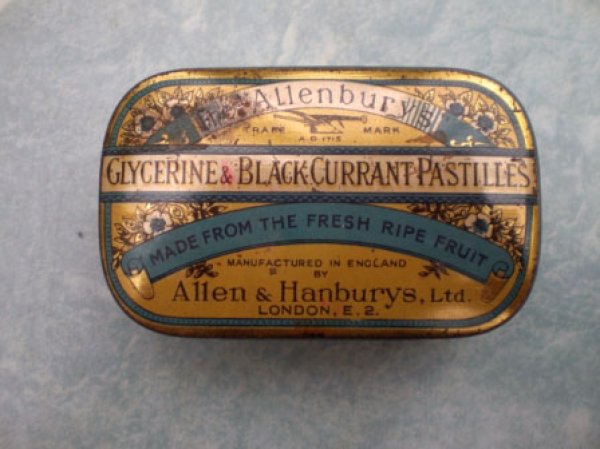 Allenburys
TRADE MARK
A.D. 1715
GLYCERINE & BLACK CURRANT PASTILLES
MADE FROM THE FRESH RIPE FRUIT
MANUFACTURED IN ENGLAND
BY
Allen & Hanburys, Ltd.
LONDON, E. 2.